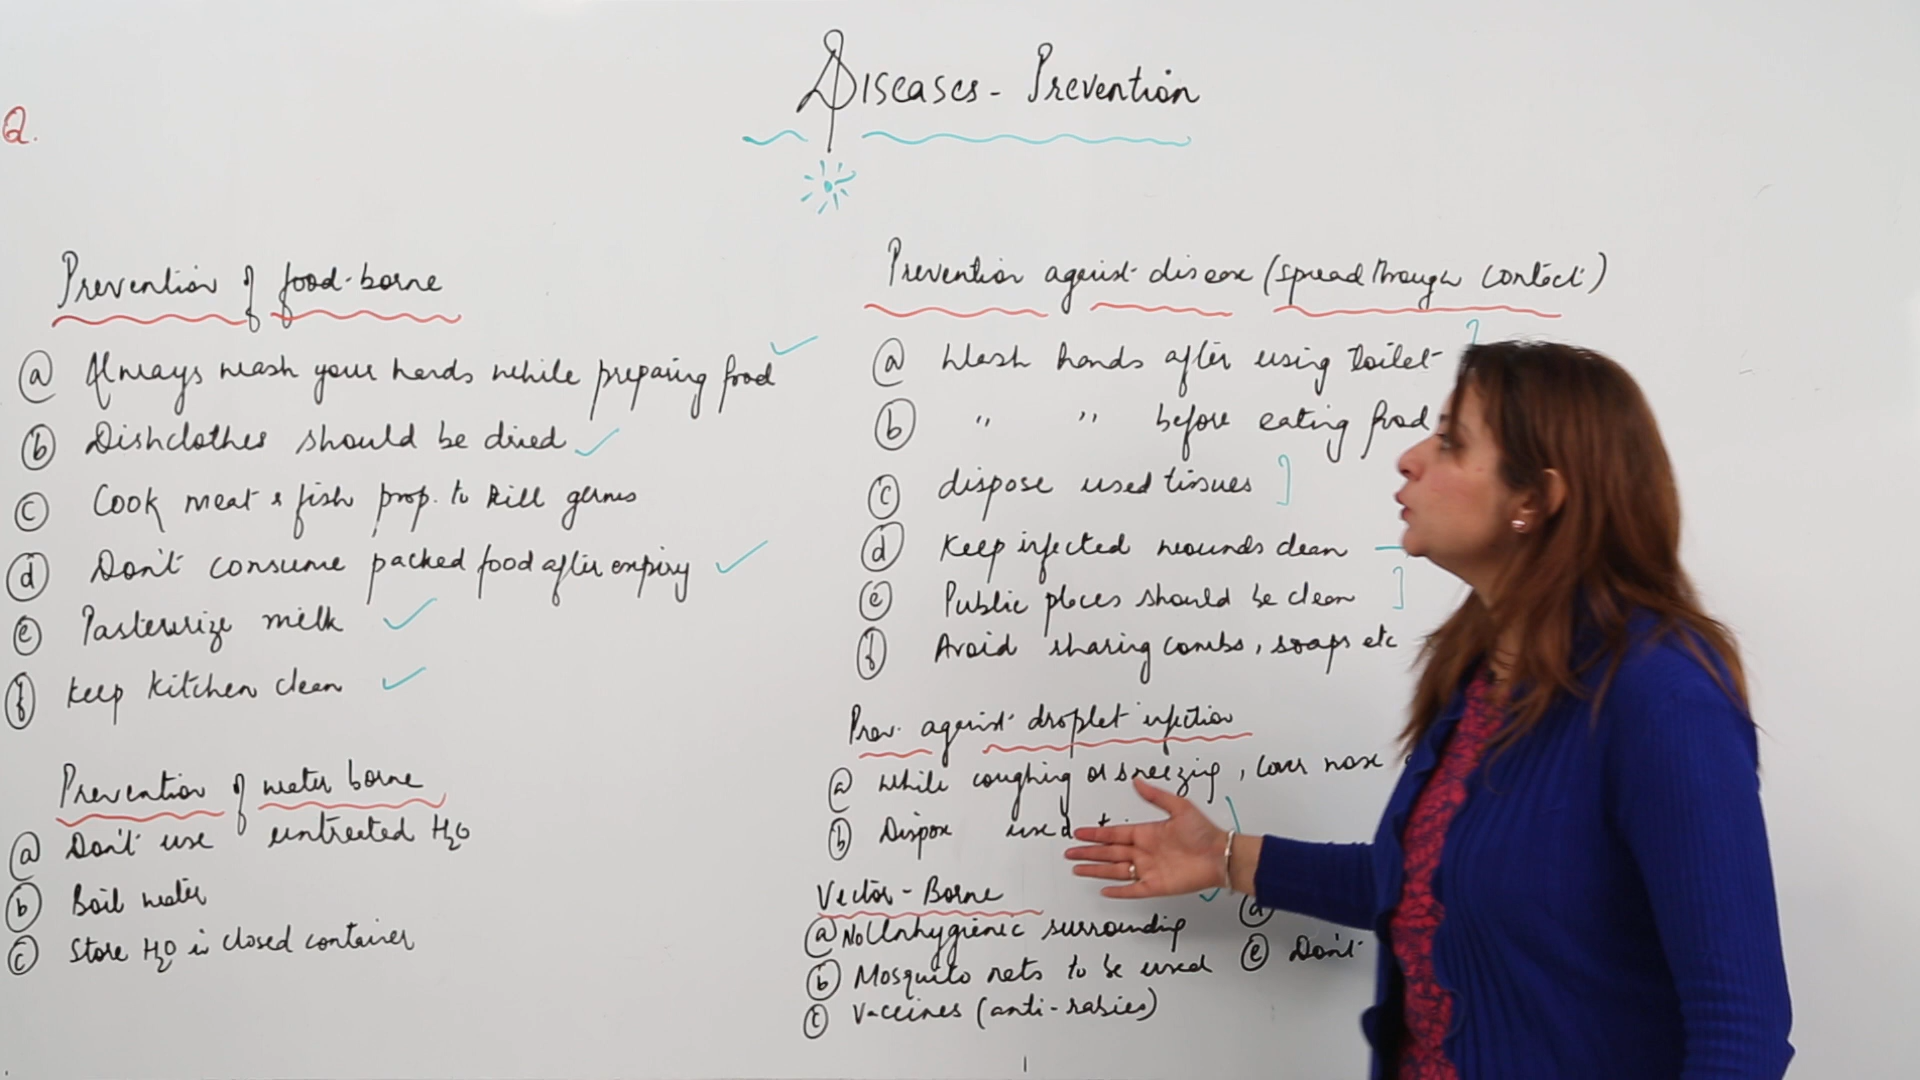 Diseases - Prevention
Q.
Prevention of food-borne
(a) Always wash your hands while preparing food
(b) Dishclothes should be dried
(c) Cook meat & fish prop. to kill germs
(d) Don't consume packed food after expiry
(e) Pasteurize milk
(f) Keep kitchen clean
Prevention of water borne
(a) Don't use untreated H2O
(b) Boil water
(c) Store H2O in closed container
Prevention against disease (spread through contact)
(a) Wash hands after using toilet
(b) " " before eating food
(c) dispose used tissues
(d) Keep infected wounds clean
(e) Public places should be clean
(f) Avoid sharing combs, soaps etc
Prev. against droplet infection
(a) While coughing or sneezing, cover nose
(b) Dispose used
Vector - Borne
(a) No Unhygienic surrounding
(b) Mosquito nets to be used
(c) Vaccines (anti-rabies)
(d)
(e) Don't